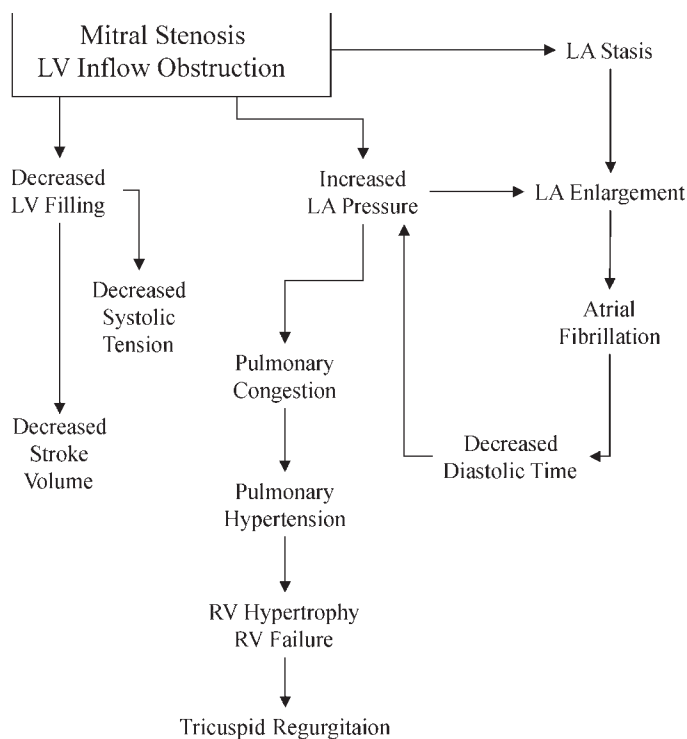 Mitral Stenosis
LV Inflow Obstruction
LA Stasis
Decreased
LV Filling
Increased
LA Pressure
LA Enlargement
Decreased
Systolic
Tension
Atrial
Fibrillation
Pulmonary
Congestion
Decreased
Stroke
Volume
Decreased
Diastolic Time
Pulmonary
Hypertension
RV Hypertrophy
RV Failure
Tricuspid Regurgitaion